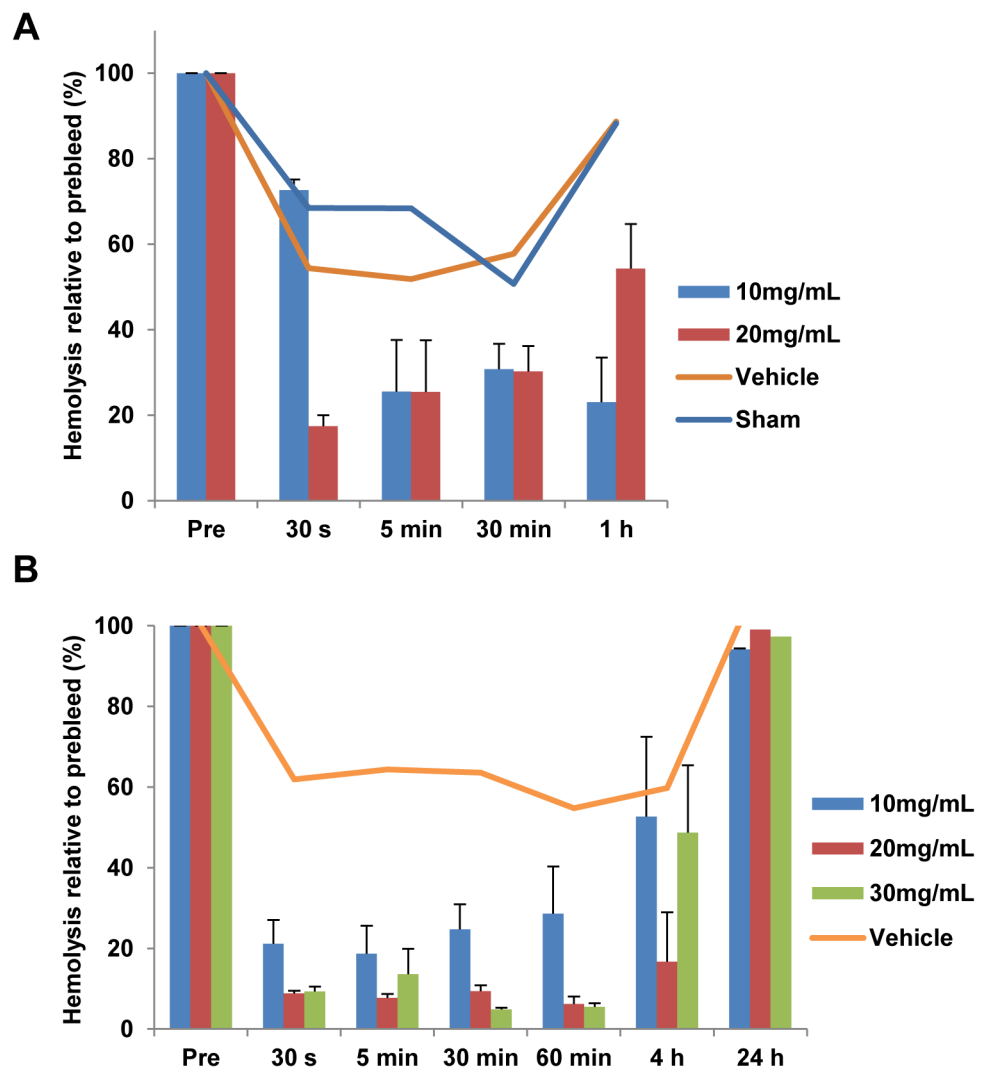 A
Hemolysis relative to prebleed (%)
100
80
60
40
20
0
Pre 30 s 5 min 30 min 1 h
10mg/mL
20mg/mL
Vehicle
Sham
B
Hemolysis relative to prebleed (%)
100
80
60
40
20
0
Pre 30 s 5 min 30 min 60 min 4 h 24 h
10mg/mL
20mg/mL
30mg/mL
Vehicle